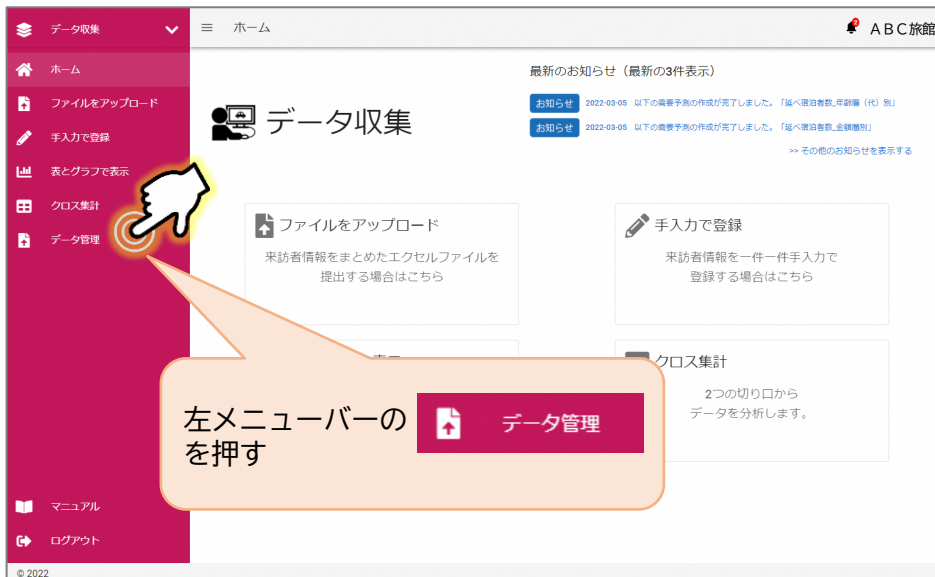 データ収集
ホーム
ABC旅館
2
ホーム
ファイルをアップロード
手入力で登録
表とグラフで表示
クロス集計
データ管理
マニュアル
ログアウト
© 2022
データ収集
最新のお知らせ（最新の3件表示）
お知らせ 2022-03-05 以下の需要予測の作成が完了しました。「延べ宿泊者数_年齢層（代）別」
お知らせ 2022-03-05 以下の需要予測の作成が完了しました。「延べ宿泊者数_金額層別」
>> その他のお知らせを表示する
ファイルをアップロード
来訪者情報をまとめたエクセルファイルを
提出する場合はこちら
手入力で登録
来訪者情報を一件一件手入力で
登録する場合はこちら
クロス集計
2つの切り口から
データを分析します。
左メニューバーの データ管理
を押す